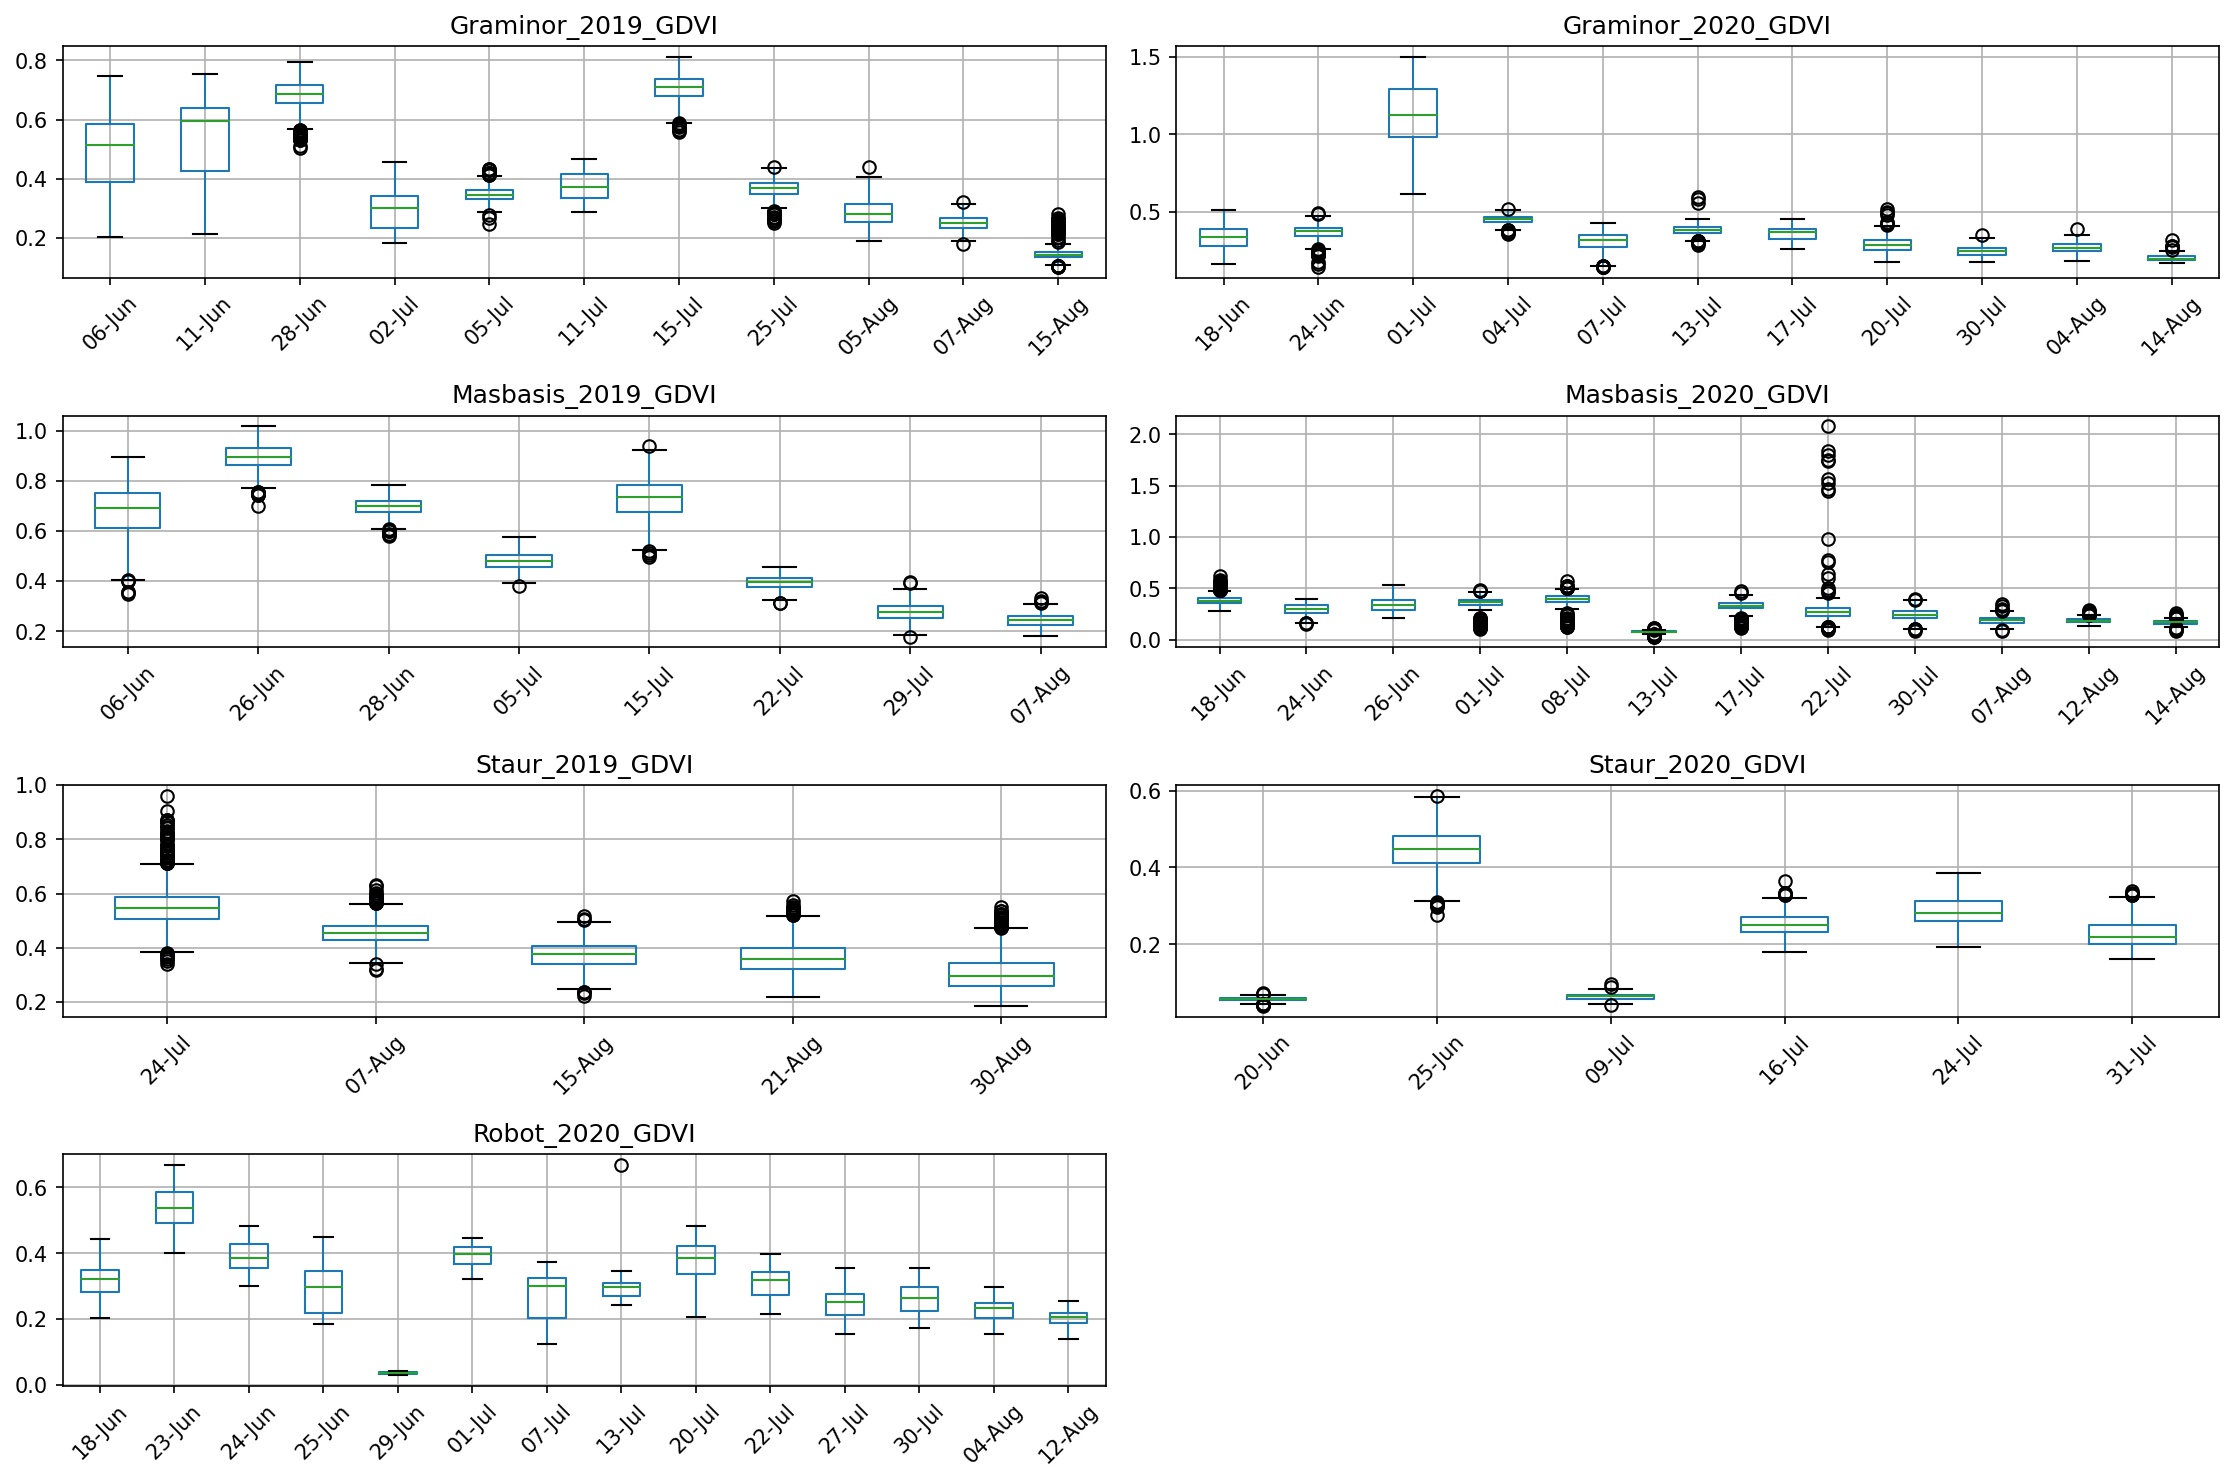 Graminor_2019_GDVI
0.8
0.6
0.4
0.2
06-Jun 11-Jun 28-Jun 02-Jul 05-Jul 11-Jul 15-Jul 25-Jul 05-Aug 07-Aug 15-Aug
Graminor_2020_GDVI
1.5
1.0
0.5
18-Jun 24-Jun 01-Jul 04-Jul 07-Jul 13-Jul 17-Jul 20-Jul 30-Jul 04-Aug 14-Aug
Masbasis_2019_GDVI
1.0
0.8
0.6
0.4
0.2
06-Jun 26-Jun 28-Jun 05-Jul 15-Jul 22-Jul 29-Jul 07-Aug
Masbasis_2020_GDVI
2.0
1.5
1.0
0.5
0.0
18-Jun 24-Jun 26-Jun 01-Jul 08-Jul 13-Jul 17-Jul 22-Jul 30-Jul 07-Aug 12-Aug 14-Aug
Staur_2019_GDVI
1.0
0.8
0.6
0.4
0.2
24-Jul 07-Aug 15-Aug 21-Aug 30-Aug
Staur_2020_GDVI
0.6
0.4
0.2
20-Jun 25-Jun 09-Jul 16-Jul 24-Jul 31-Jul
Robot_2020_GDVI
0.6
0.4
0.2
0.0
18-Jun 23-Jun 24-Jun 25-Jun 29-Jun 01-Jul 07-Jul 13-Jul 20-Jul 22-Jul 27-Jul 30-Jul 04-Aug 12-Aug